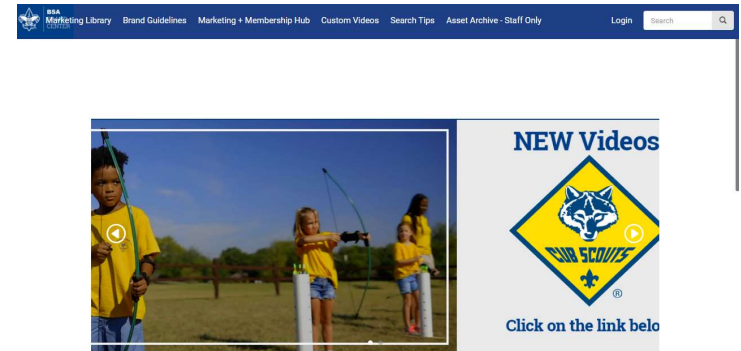 BSA
CENTER
Marketing Library Brand Guidelines Marketing + Membership Hub Custom Videos Search Tips Asset Archive - Staff Only Login Search
NEW Videos
CUB SCOUTS
®
Click on the link belo